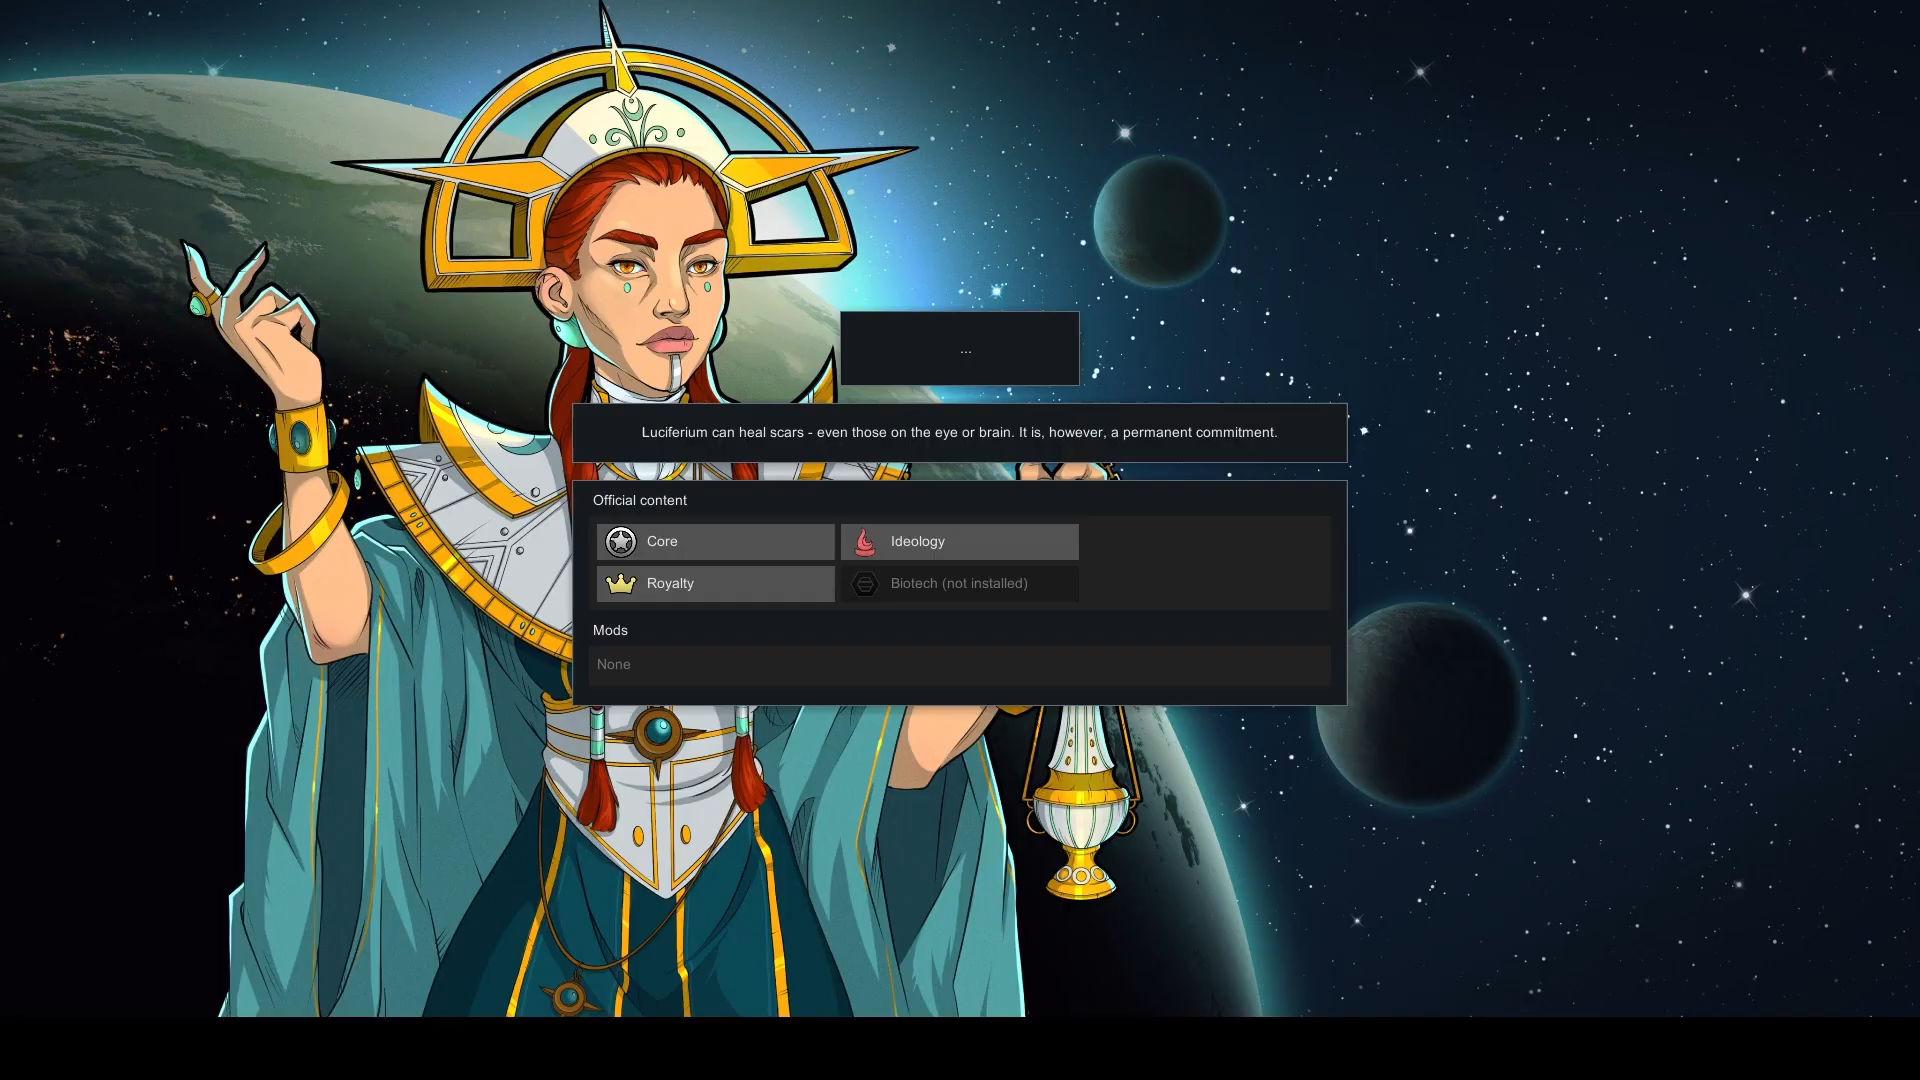 ...
Luciferium can heal scars - even those on the eye or brain. It is, however, a permanent commitment.
Official content
Core
Ideology
Royalty
Biotech (not installed)
Mods
None